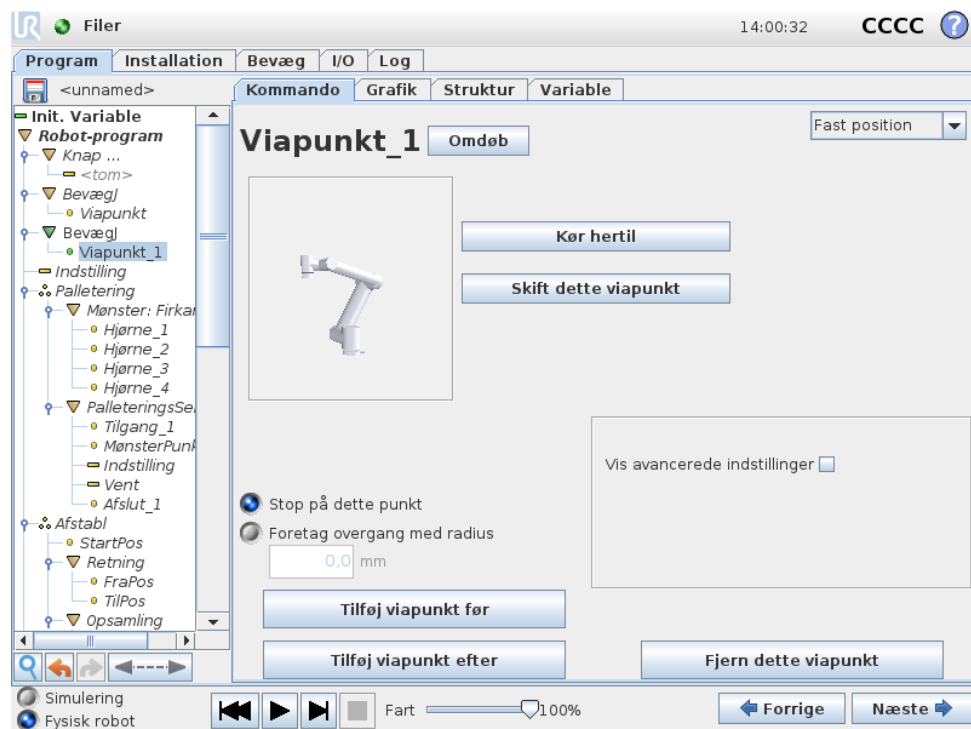 UR Filer 14:00:32 CCCC ?
Program Installation Bevæg I/O Log
<unnamed> Kommando Grafik Struktur Variable
Init. Variable
Robot-program
Knap ...
<tom>
BevægJ
Viapunkt
BevægJ
Viapunkt_1
Indstilling
Palletering
Mønster: Firkan
Hjørne_1
Hjørne_2
Hjørne_3
Hjørne_4
PalleteringsSe
Tilgang_1
MønsterPunk
Indstilling
Vent
Afslut_1
Afstabl
StartPos
Retning
FraPos
TilPos
Opsamling
Viapunkt_1 Omdøb Fast position
Kør hertil
Skift dette viapunkt
Vis avancerede indstillinger
Stop på dette punkt
Foretag overgang med radius
0,0 mm
Tilføj viapunkt før
Tilføj viapunkt efter Fjern dette viapunkt
Simulering
Fysisk robot
Fart 100% Forrige Næste